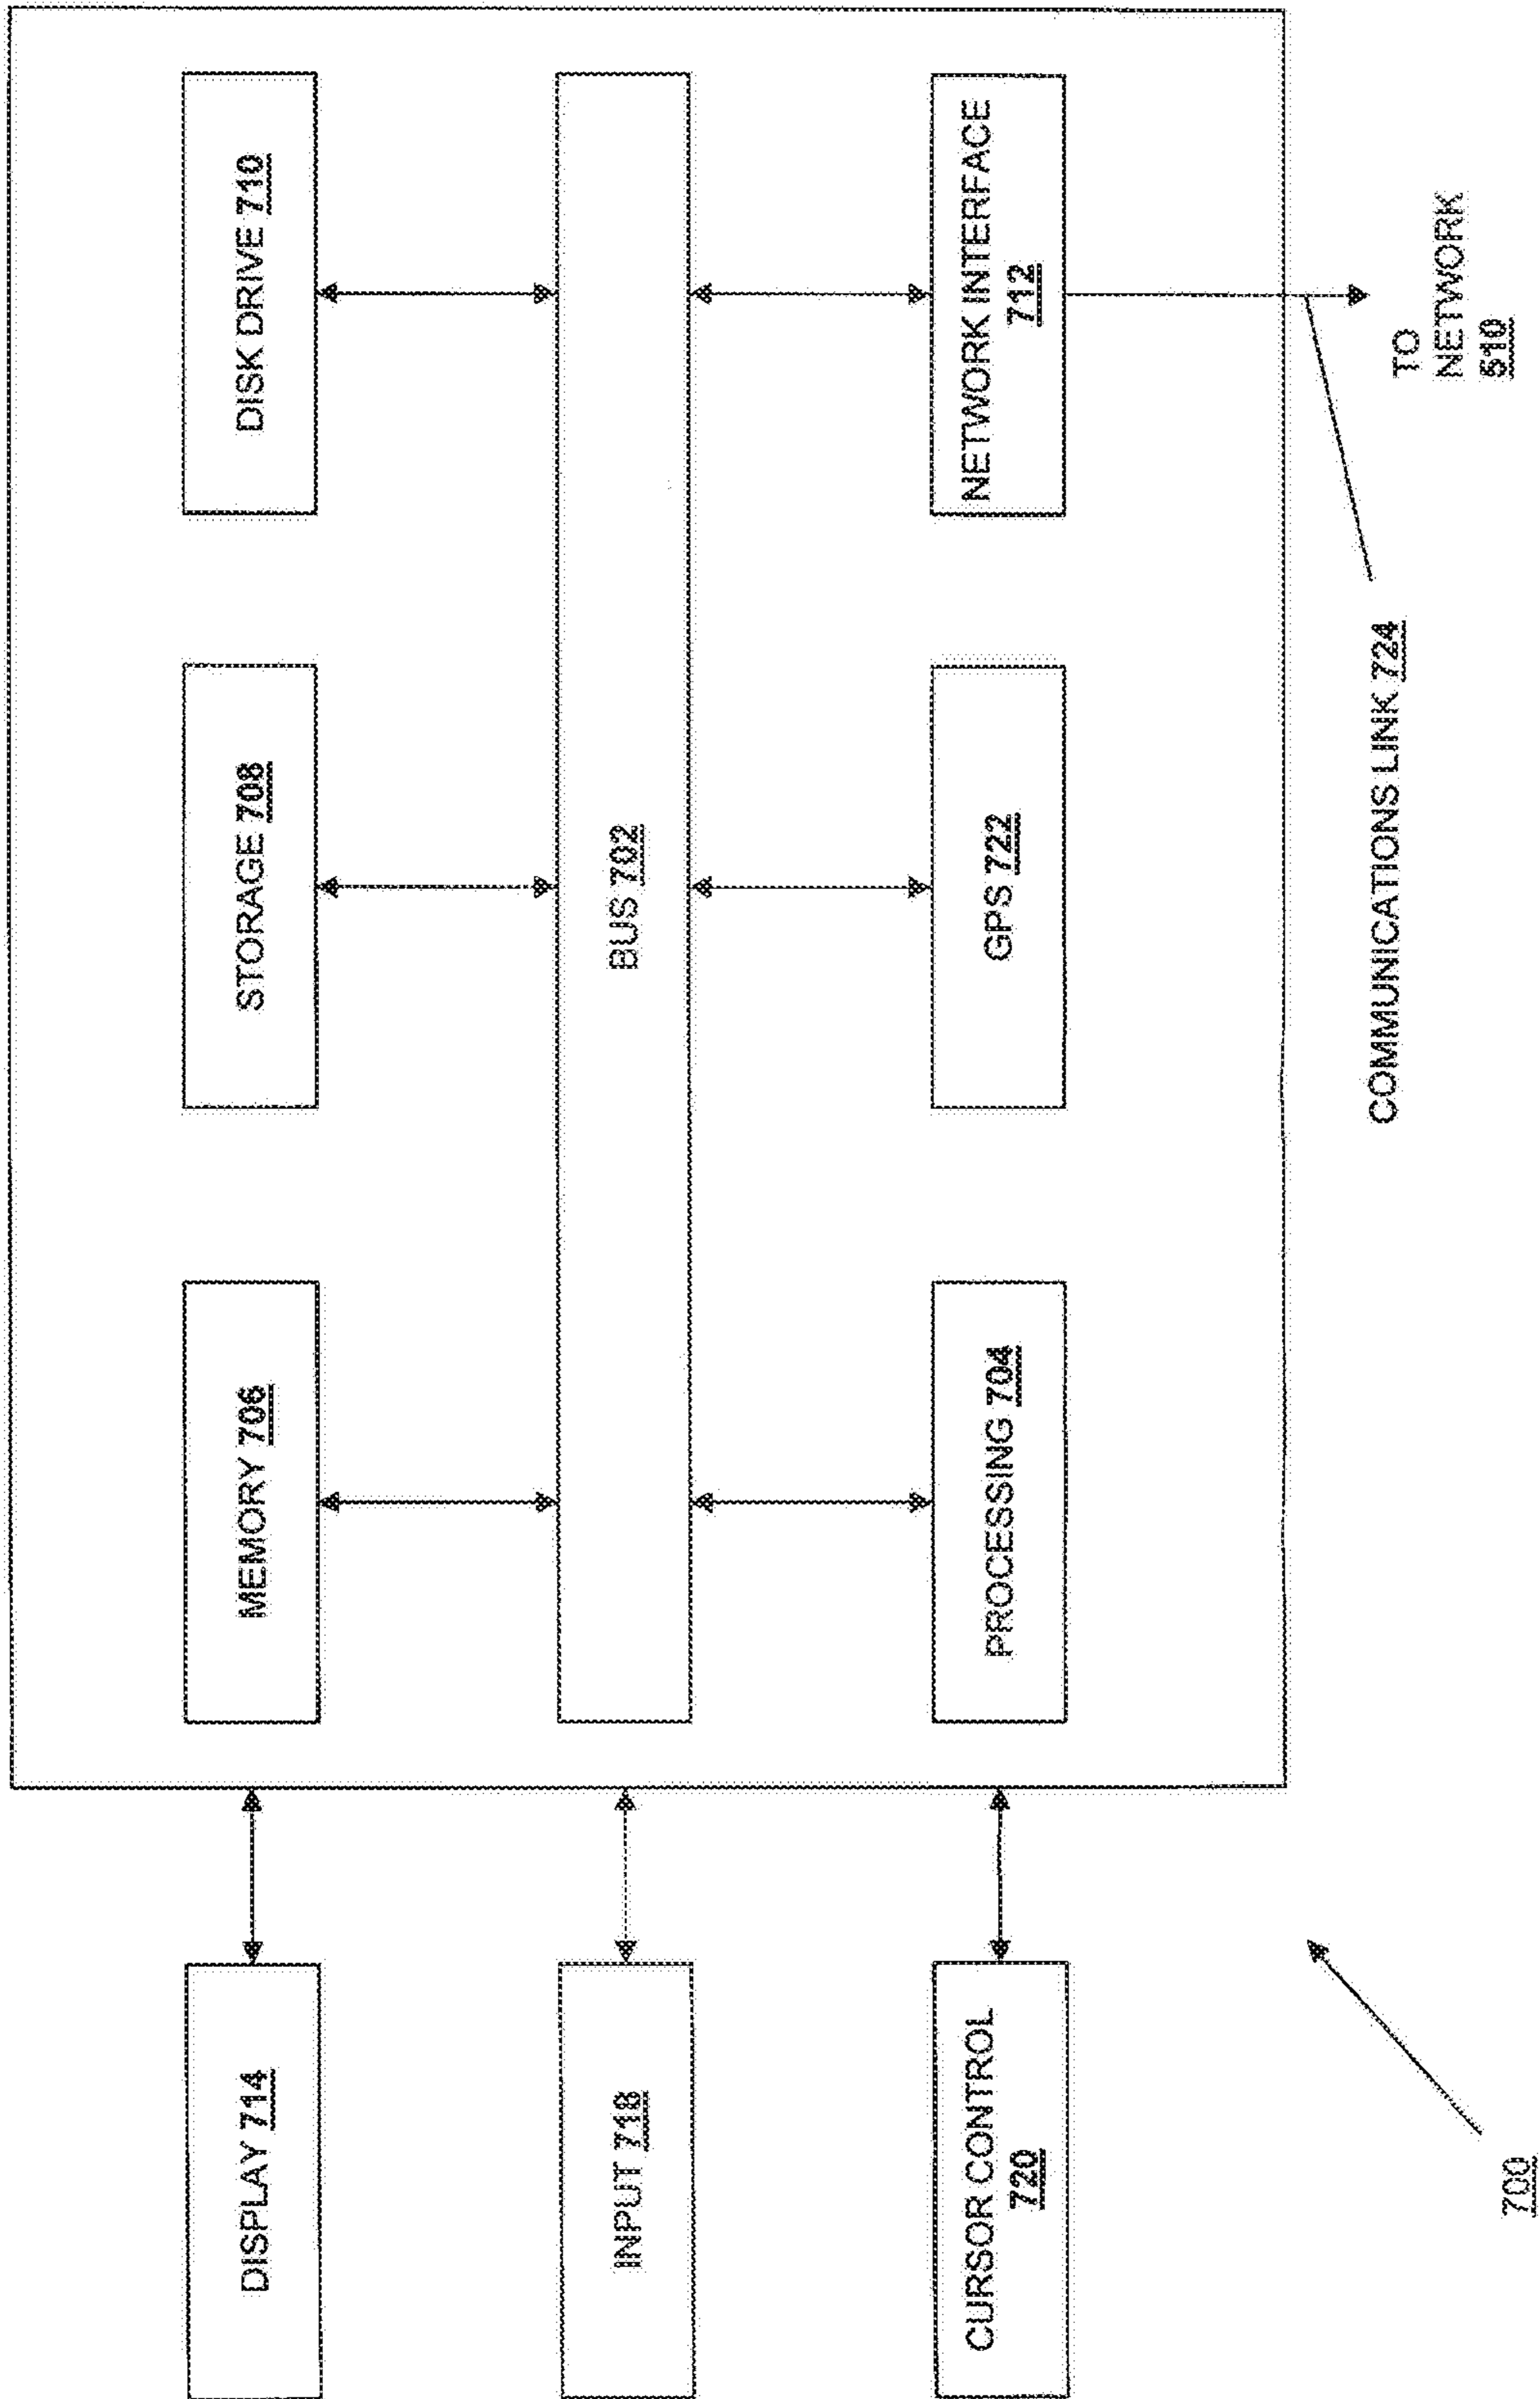 DISPLAY 714
MEMORY 706
STORAGE 708
DISK DRIVE 710
INPUT 718
BUS 702
CURSOR CONTROL
720
PROCESSING 704
GPS 722
NETWORK INTERFACE
712
COMMUNICATIONS LINK 724
TO
NETWORK
510
700